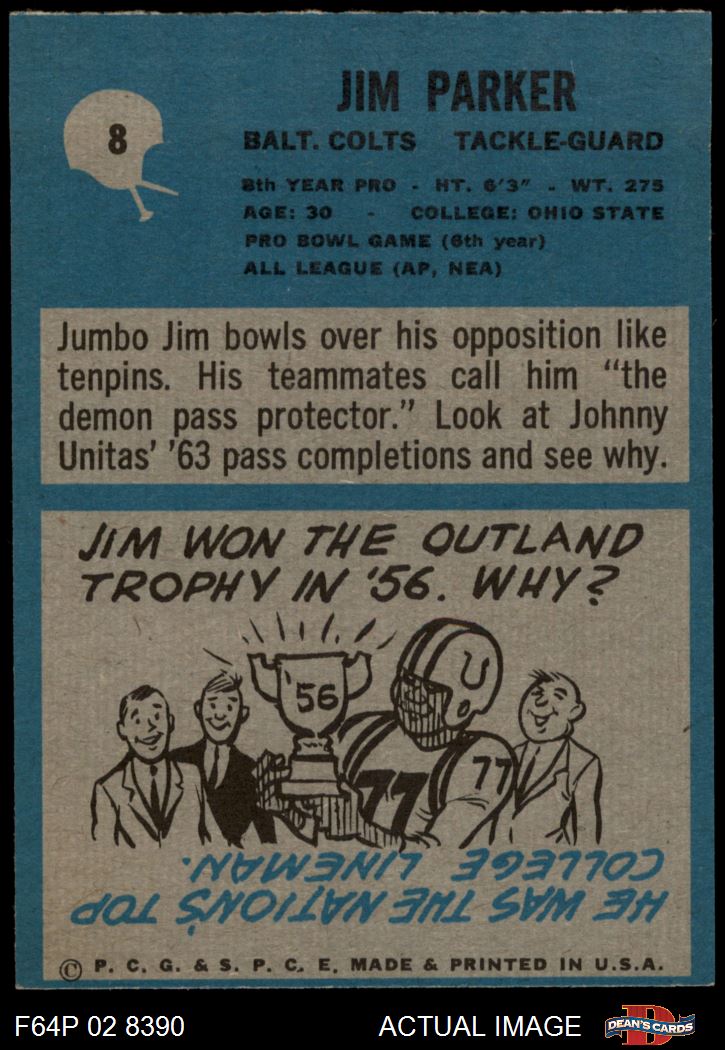 JIM PARKER
8
BALT. COLTS TACKLE-GUARD
8th YEAR PRO - HT. 6'3" - WT. 275
AGE: 30 - COLLEGE: OHIO STATE
PRO BOWL GAME (6th year)
ALL LEAGUE (AP, NEA)
Jumbo Jim bowls over his opposition like
tenpins. His teammates call him "the
demon pass protector." Look at Johnny
Unitas' '63 pass completions and see why.
JIM WON THE OUTLAND
TROPHY IN '56. WHY?
'56
77
77
HE WAS THE NATION'S TOP
COLLEGE LINEMAN.
© P. C. G. & S. P. C. E. MADE & PRINTED IN U.S.A.
F64P 02 8390 ACTUAL IMAGE
D
DEAN'S CARDS